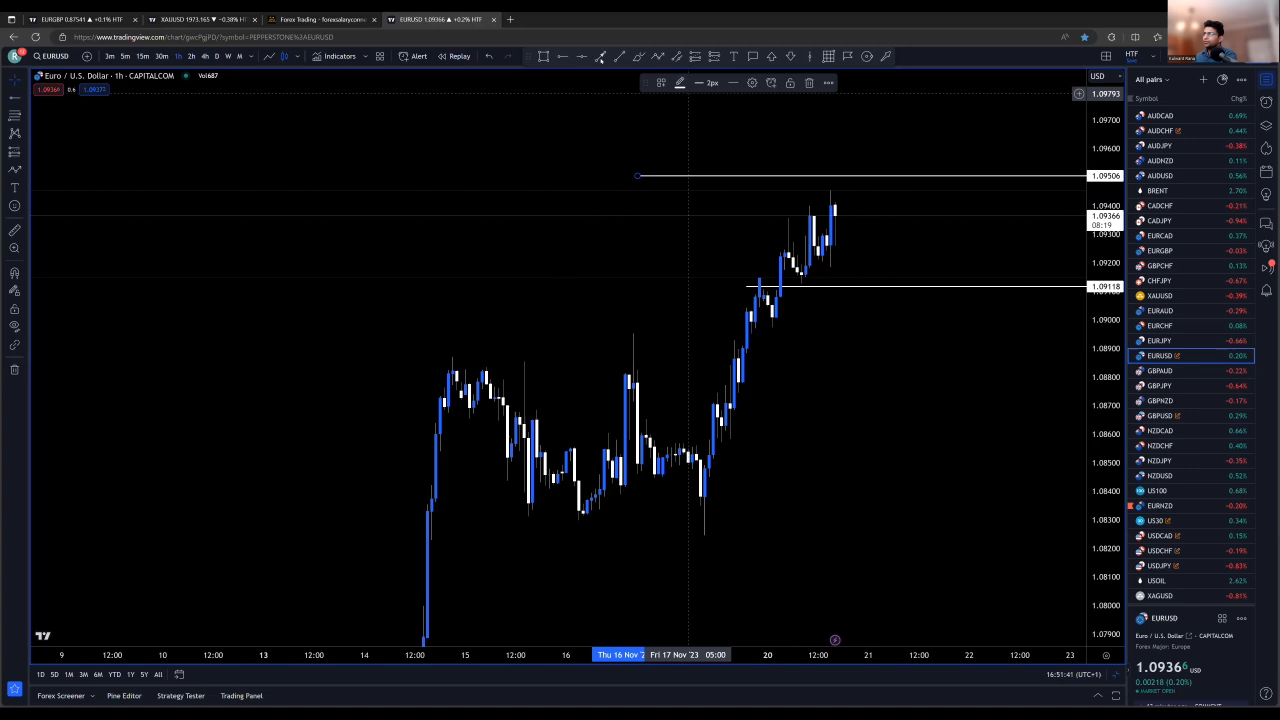 EURGBP 0.87541 ▲ +0.1% HTF
XAUUSD 1973.165 ▼ −0.38% HTF
Forex Trading - forexsalaryconn
EURUSD 1.09366 ▲ +0.2% HTF
https://www.tradingview.com/chart/gwcPgjPD/?symbol=PEPPERSTONE%3AEURUSD
EURUSD
3m 5m 15m 30m 1h 2h 3h 4h D W M
Indicators
Alert
Replay
HTF
Save
Kulwant Rana
Euro / U.S. Dollar · 1h · CAPITALCOM
Vol687
1.09369 0.6 1.09375
2px
USD
1.09793
1.09700
1.09600
1.09506
1.09400
1.09366
08:19
1.09300
1.09200
1.09118
1.09000
1.08900
1.08800
1.08700
1.08600
1.08500
1.08400
1.08300
1.08200
1.08100
1.08000
1.07900
9 12:00 10 12:00 13 12:00 14 12:00 15 12:00 16 Thu 16 Nov '2 Fri 17 Nov '23 05:00 20 12:00 21 12:00 22 12:00 23
1D 5D 1M 3M 6M YTD 1Y 5Y All
16:51:41 (UTC+1)
Forex Screener
Pine Editor
Strategy Tester
Trading Panel
All pairs
Symbol Chg%
AUDCAD 0.69%
AUDCHF 0.44%
AUDJPY −0.38%
AUDNZD 0.11%
AUDUSD 0.56%
BRENT 2.70%
CADCHF −0.21%
CADJPY −0.94%
EURCAD 0.37%
EURGBP −0.03%
GBPCHF 0.13%
CHFJPY −0.67%
XAUUSD −0.39%
EURAUD −0.29%
EURCHF 0.08%
EURJPY −0.66%
EURUSD 0.20%
GBPAUD −0.22%
GBPJPY −0.64%
GBPNZD −0.17%
GBPUSD 0.29%
NZDCAD 0.66%
NZDCHF 0.40%
NZDJPY −0.35%
NZDUSD 0.52%
US100 0.68%
EURNZD −0.20%
US30 0.34%
USDCAD 0.15%
USDCHF −0.19%
USDJPY −0.83%
USOIL 2.62%
XAGUSD −0.81%
EURUSD
Euro / U.S. Dollar · CAPITALCOM
Forex Major: Europe
1.09366 USD
0.00218 (0.20%)
MARKET OPEN